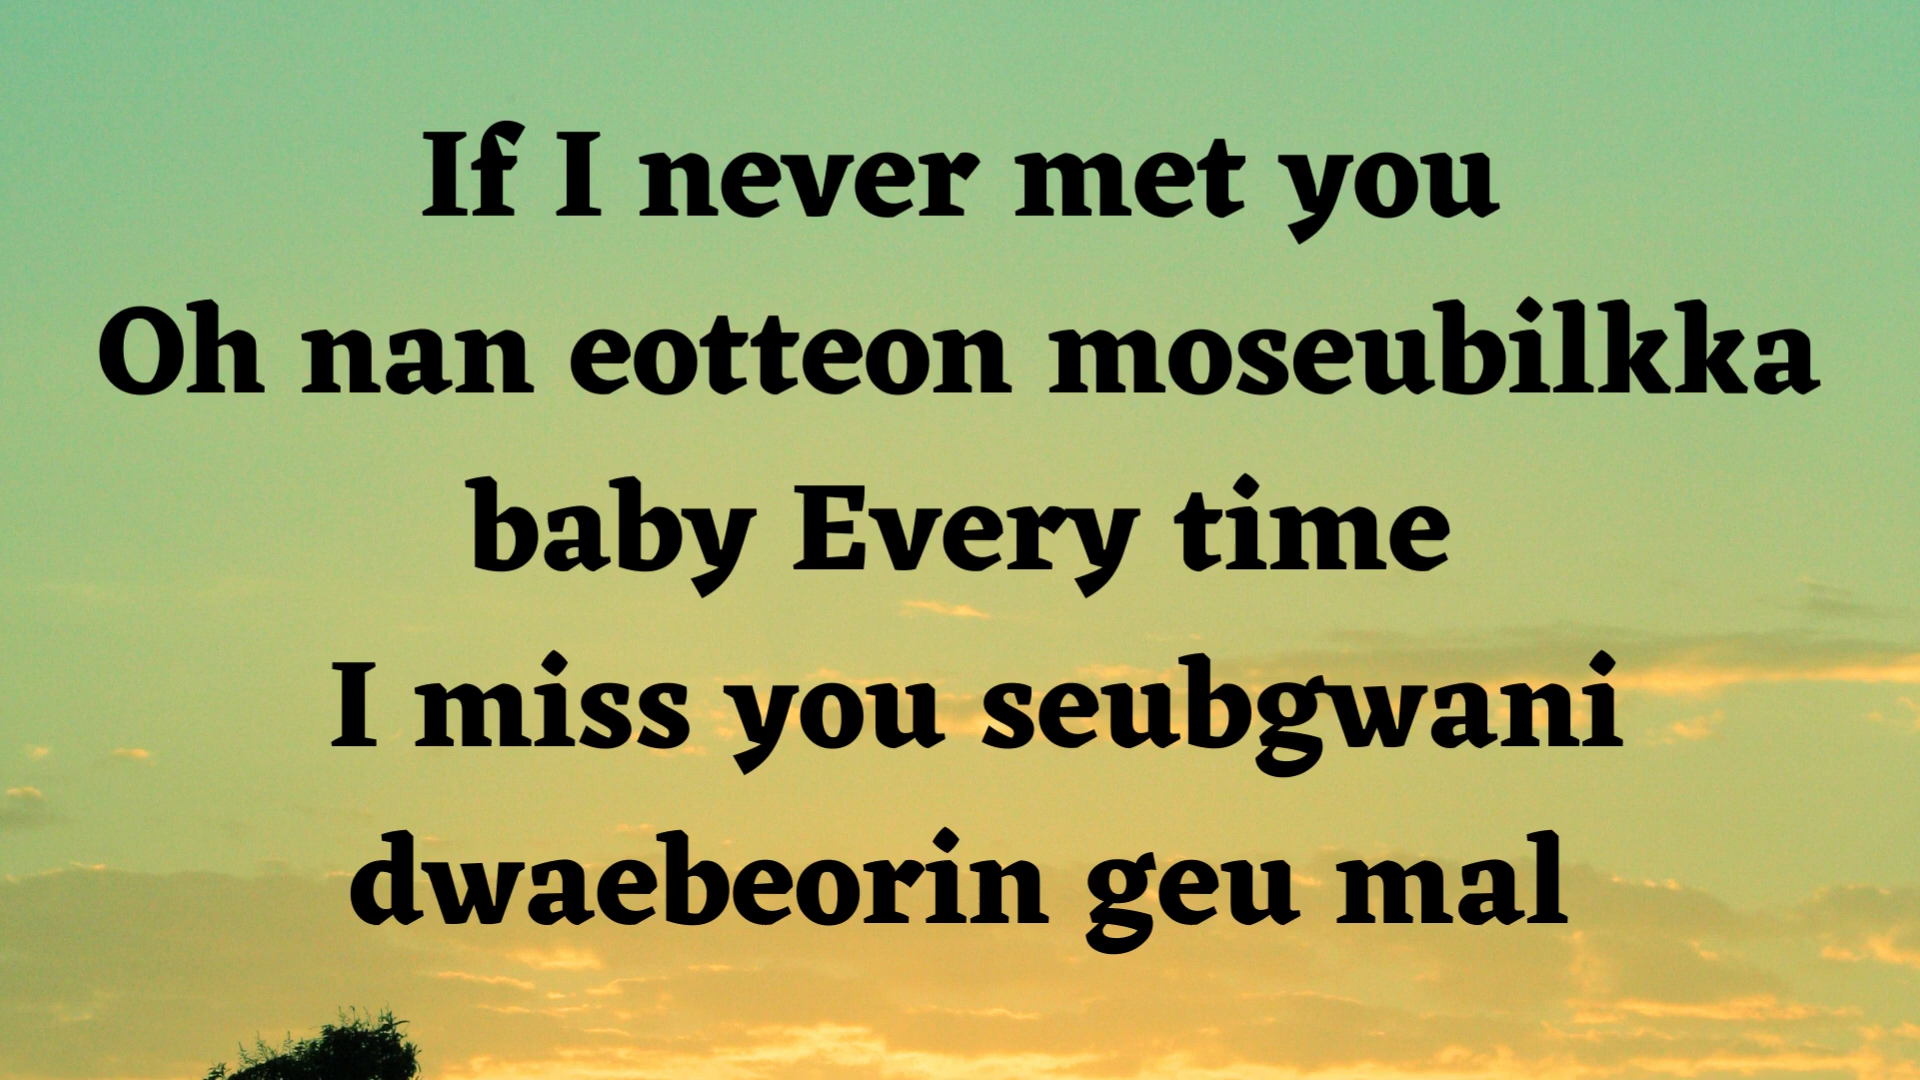 If I never met you
Oh nan eotteon moseubilkka
baby Every time
I miss you seubgwani
dwaebeorin geu mal